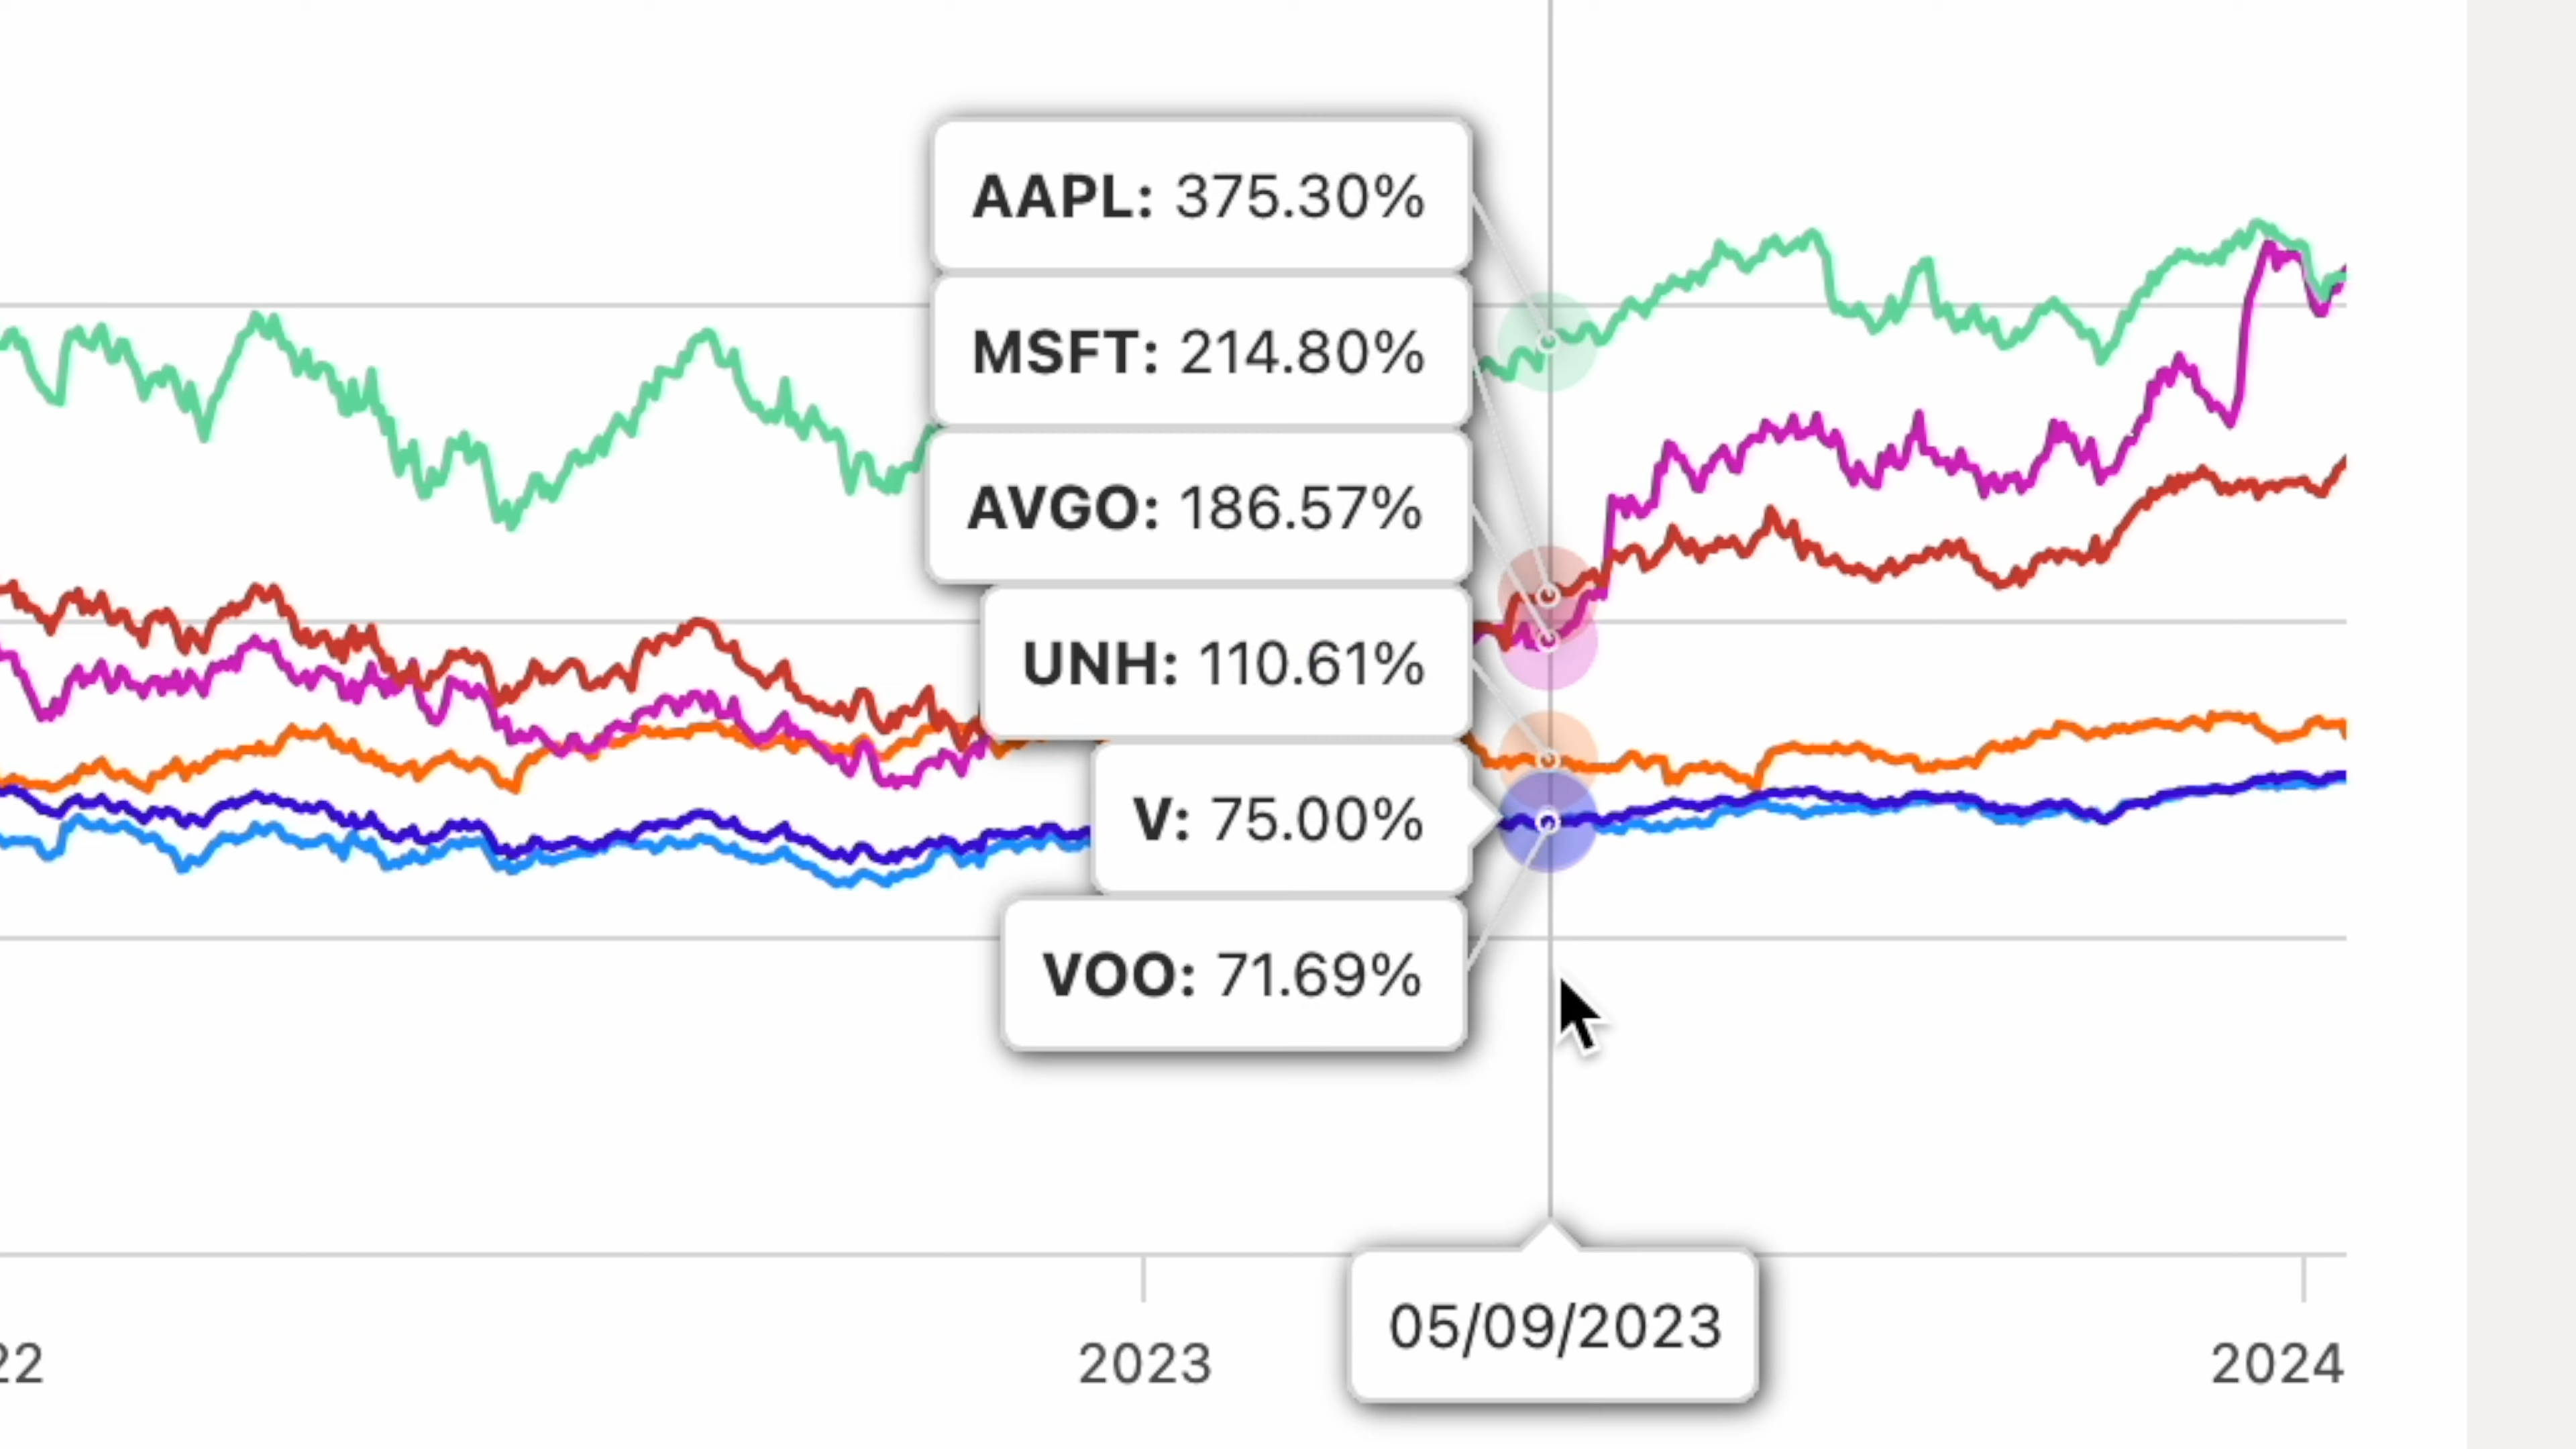 AAPL: 375.30%
MSFT: 214.80%
AVGO: 186.57%
UNH: 110.61%
V: 75.00%
VOO: 71.69%
05/09/2023
22
2023
2024